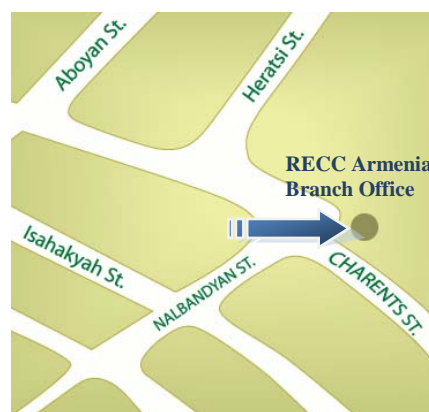 Aboyan St.
Heratsi St.
RECC Armenia
Branch Office
Isahakyah St.
NALBANDYAN ST.
CHARENTS ST.